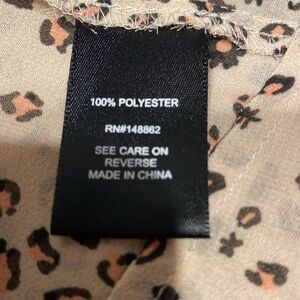 100% POLYESTER
RN#148862
SEE CARE ON
REVERSE
MADE IN CHINA